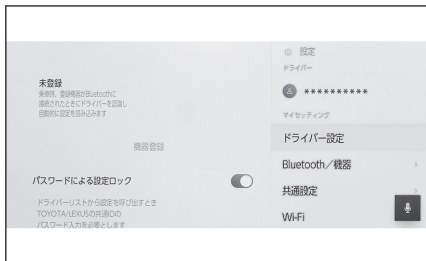 未登録
乗車時、登録機器がBluetoothに
接続されたときにドライバーを認識し
自動的に設定を読み込みます
機器登録
パスワードによる設定ロック
ドライバーリストから設定を呼び出すとき
TOYOTA/LEXUSの共通IDの
パスワード入力を必要とします
設定
ドライバー
**********
マイセッティング
ドライバー設定
Bluetooth／機器
共通設定
Wi-Fi